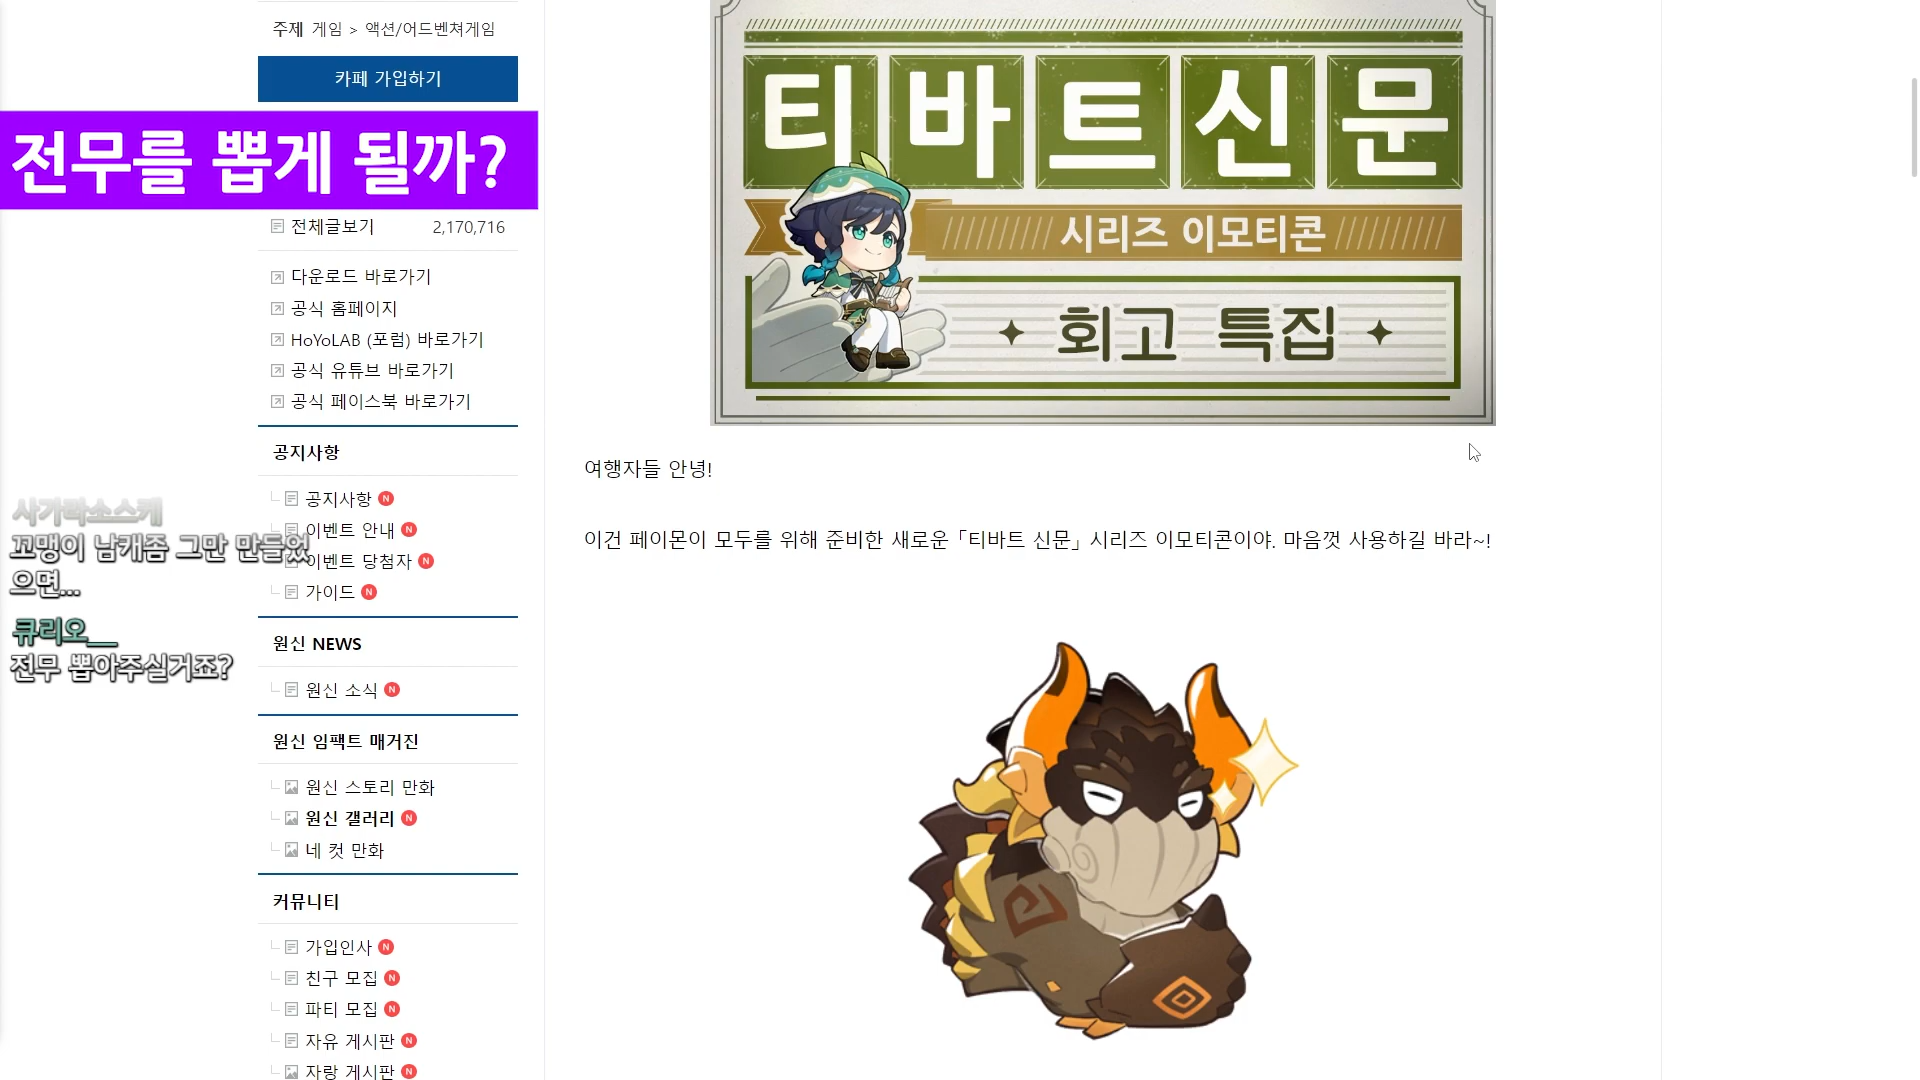 주제 게임 > 액션/어드벤쳐게임
카페 가입하기
전무를 뽑게 될까?
전체글보기 2,170,716
다운로드 바로가기
공식 홈페이지
HoYoLAB (포럼) 바로가기
공식 유튜브 바로가기
공식 페이스북 바로가기
공지사항
공지사항 N
이벤트 안내 N
이벤트 당첨자 N
가이드 N
사가라소스케
꼬맹이 남캐좀 그만 만들었
으면...
큐리오__
전무 뽑아주실거죠?
원신 NEWS
원신 소식 N
원신 임팩트 매거진
원신 스토리 만화
원신 갤러리 N
네 컷 만화
커뮤니티
가입인사 N
친구 모집 N
파티 모집 N
자유 게시판 N
자랑 게시판 N
티바트신문
시리즈 이모티콘
회고 특집
여행자들 안녕!
이건 페이몬이 모두를 위해 준비한 새로운 「티바트 신문」 시리즈 이모티콘이야. 마음껏 사용하길 바라~!